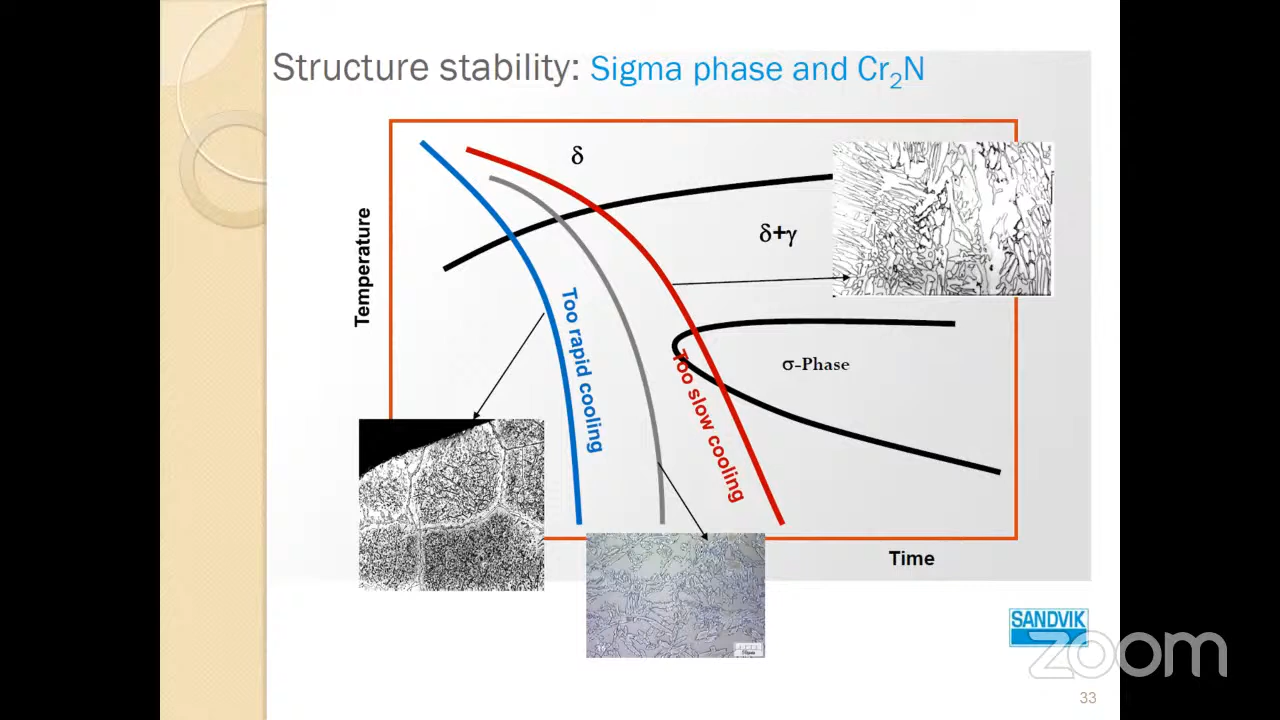 Structure stability: Sigma phase and Cr₂N
δ
δ+γ
Temperature
Too rapid cooling
Too slow cooling
σ-Phase
Time
SANDVIK
zoom
33